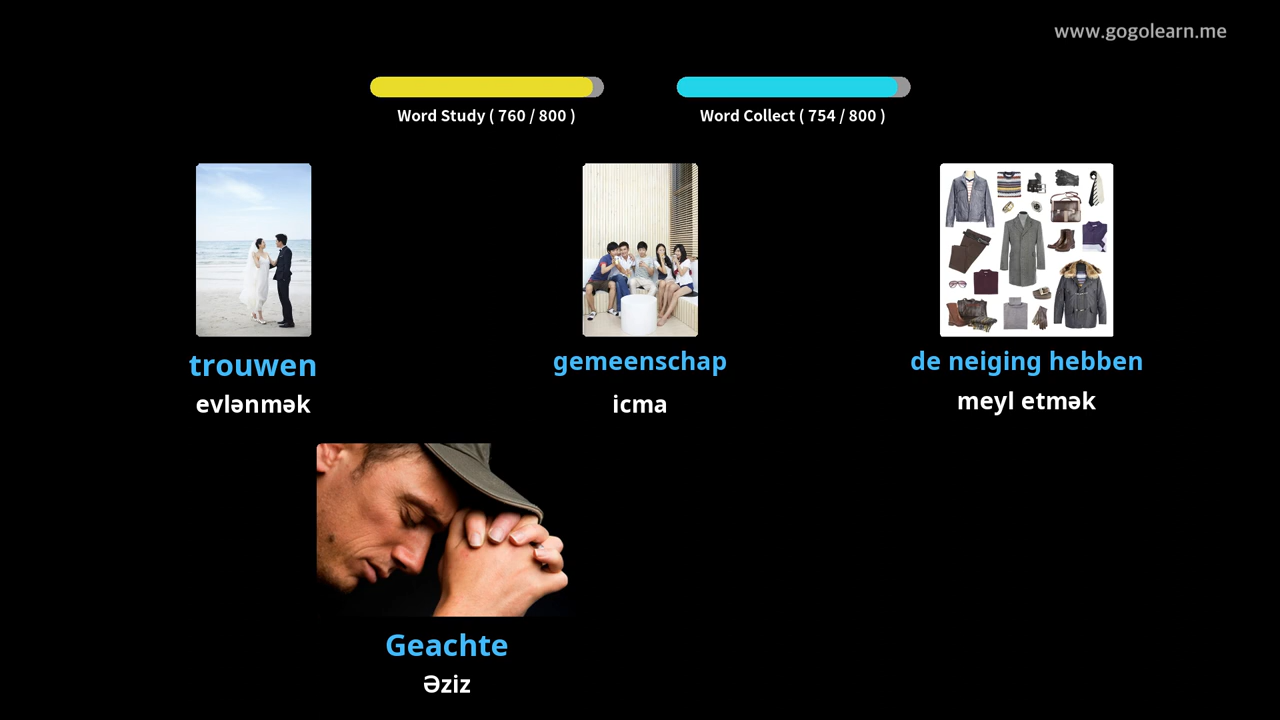 www.gogolearn.me
Word Study ( 760 / 800 )
Word Collect ( 754 / 800 )
trouwen
evlənmək
gemeenschap
icma
de neiging hebben
meyl etmək
Geachte
Əziz